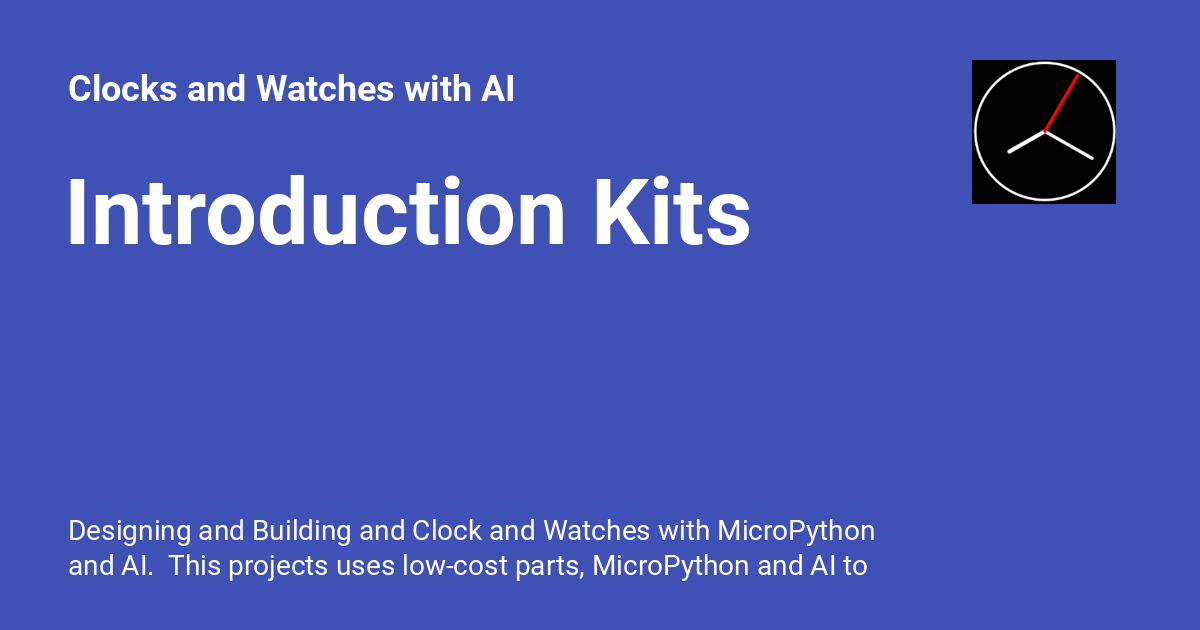 Clocks and Watches with AI
Introduction Kits
Designing and Building and Clock and Watches with MicroPython
and AI.  This projects uses low-cost parts, MicroPython and AI to